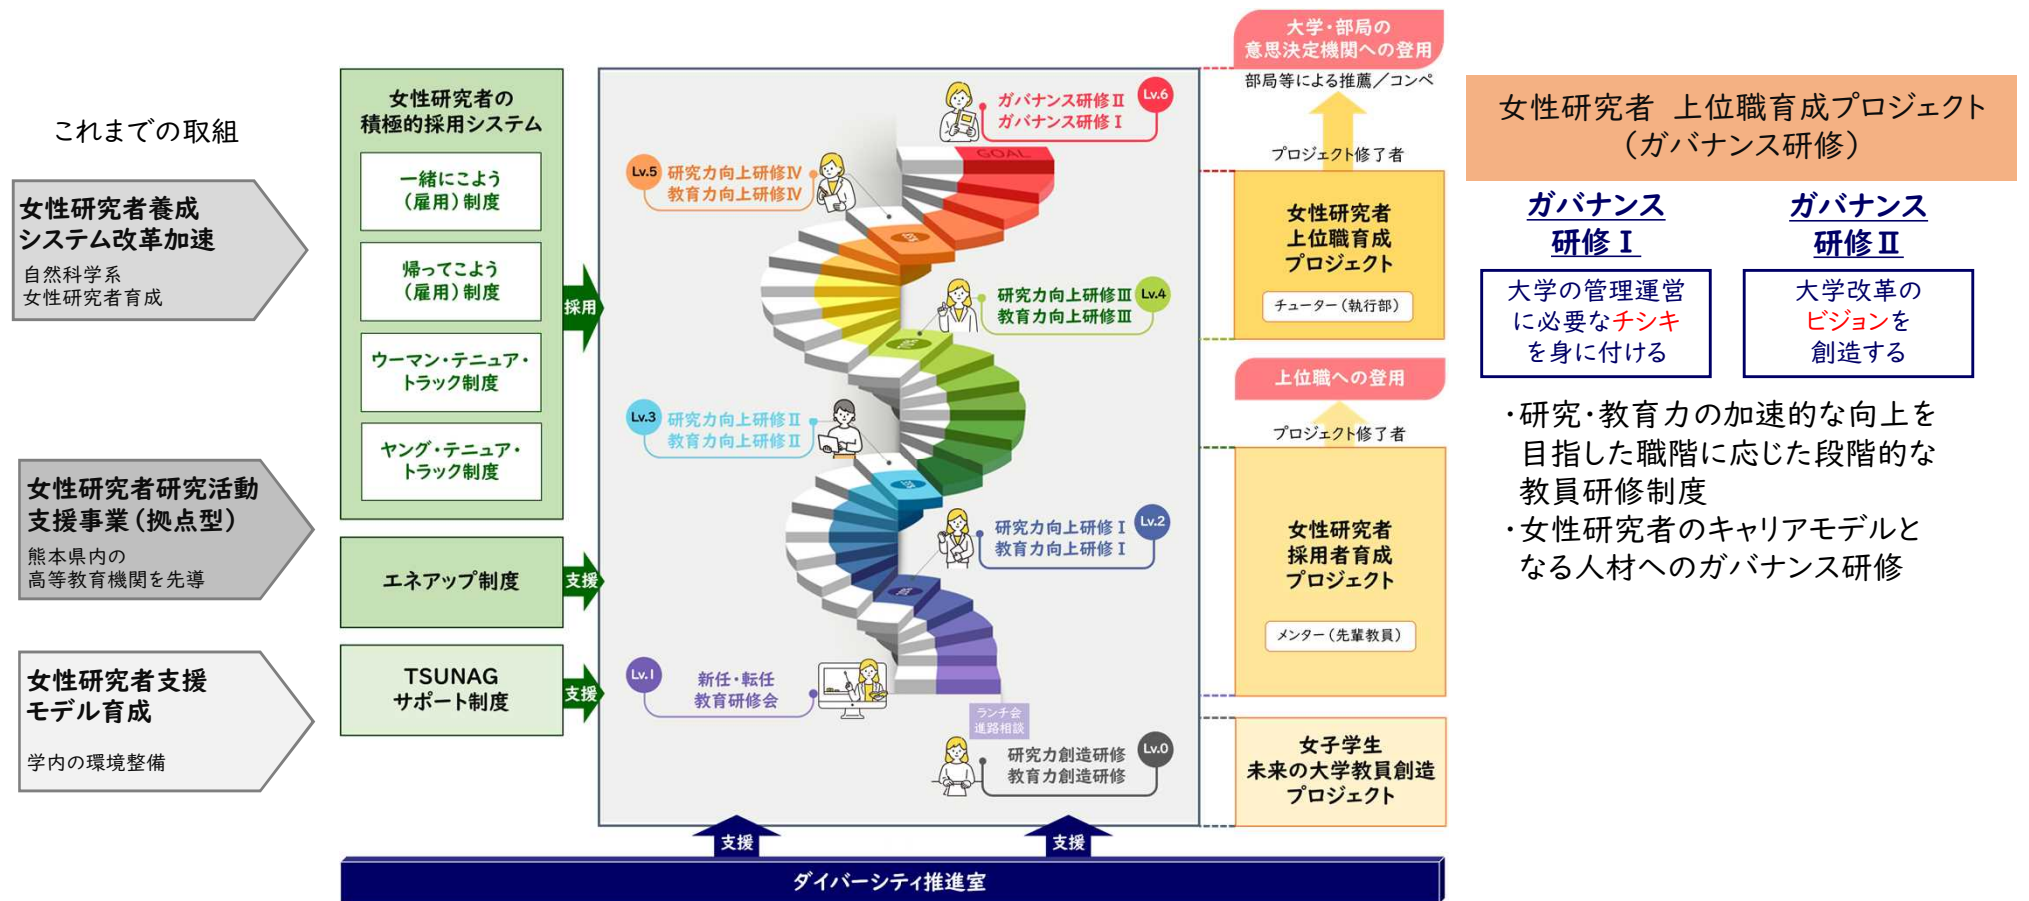 これまでの取組
女性研究者養成
システム改革加速
自然科学系
女性研究者育成
女性研究者研究活動
支援事業（拠点型）
熊本県内の
高等教育機関を先導
女性研究者支援
モデル育成
学内の環境整備
女性研究者の
積極的採用システム
一緒にこよう
（雇用）制度
帰ってこよう
（雇用）制度
ウーマン・テニュア・
トラック制度
ヤング・テニュア・
トラック制度
採用
エネアップ制度
支援
TSUNAG
サポート制度
支援
Lv.6
ガバナンス研修Ⅱ
ガバナンス研修Ⅰ
GOAL
Lv.5
研究力向上研修Ⅳ
教育力向上研修Ⅳ
Lv.4
研究力向上研修Ⅲ
教育力向上研修Ⅲ
Lv.3
研究力向上研修Ⅱ
教育力向上研修Ⅱ
Lv.2
研究力向上研修Ⅰ
教育力向上研修Ⅰ
Lv.1
新任・転任
教育研修会
ランチ会
進路相談
Lv.0
研究力創造研修
教育力創造研修
支援
支援
ダイバーシティ推進室
大学・部局の
意思決定機関への登用
部局等による推薦／コンペ
プロジェクト修了者
女性研究者
上位職育成
プロジェクト
チューター（執行部）
上位職への登用
プロジェクト修了者
女性研究者
採用者育成
プロジェクト
メンター（先輩教員）
女子学生
未来の大学教員創造
プロジェクト
女性研究者 上位職育成プロジェクト
（ガバナンス研修）
ガバナンス
研修Ⅰ
大学の管理運営
に必要なチシキ
を身に付ける
ガバナンス
研修Ⅱ
大学改革の
ビジョンを
創造する
・研究・教育力の加速的な向上を
目指した職階に応じた段階的な
教員研修制度
・女性研究者のキャリアモデルと
なる人材へのガバナンス研修